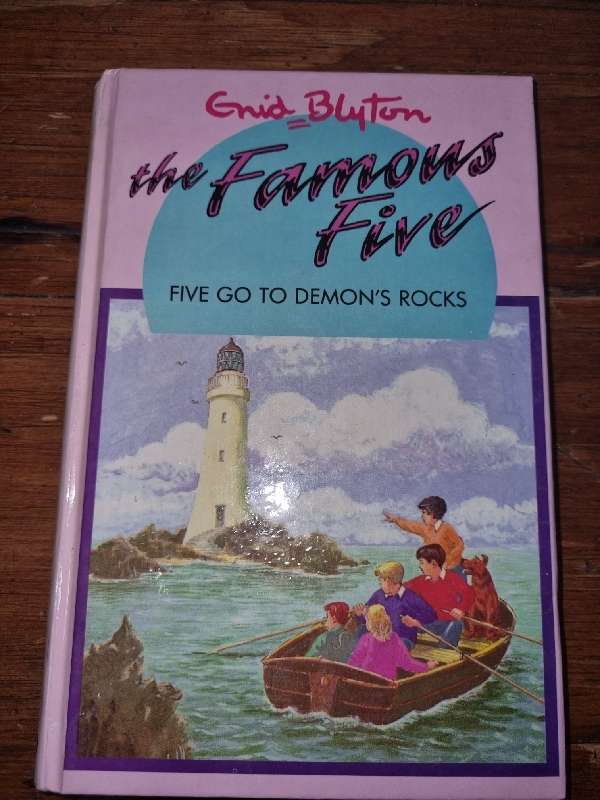 Enid Blyton
the Famous
Five
FIVE GO TO DEMON'S ROCKS